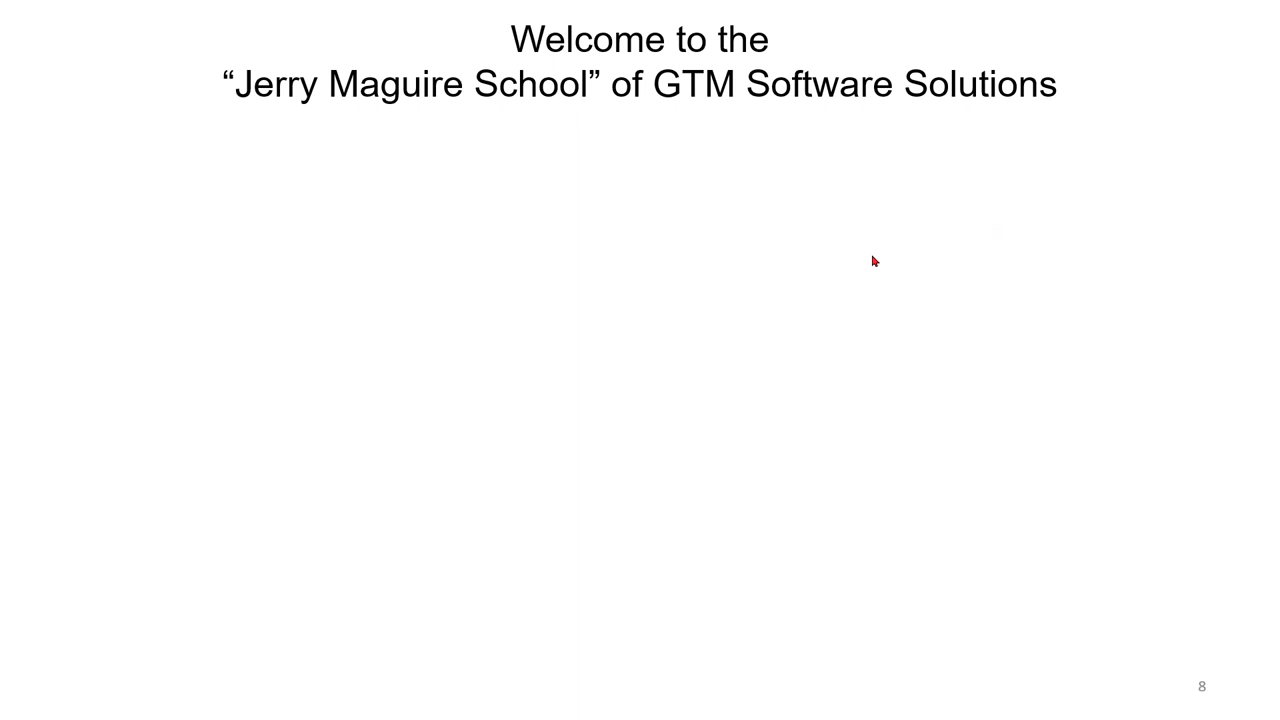 Welcome to the
“Jerry Maguire School” of GTM Software Solutions
8